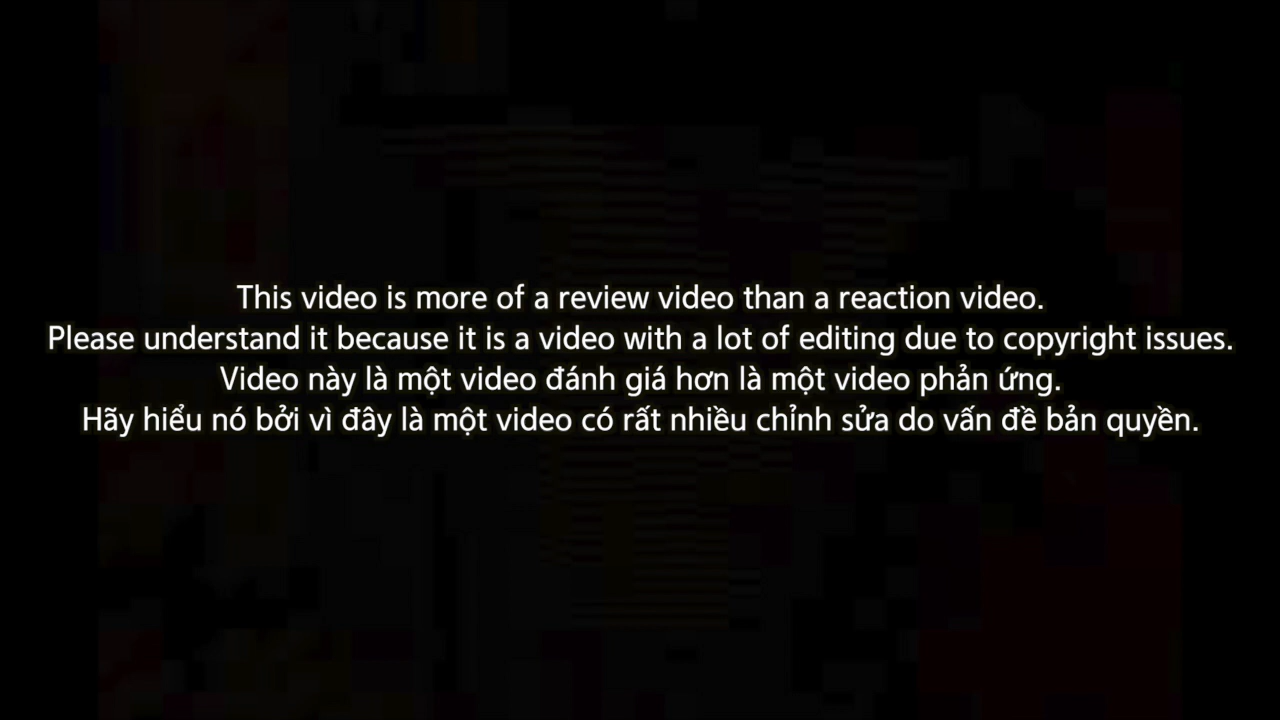 This video is more of a review video than a reaction video.
Please understand it because it is a video with a lot of editing due to copyright issues.
Video này là một video đánh giá hơn là một video phản ứng.
Hãy hiểu nó bởi vì đây là một video có rất nhiều chỉnh sửa do vấn đề bản quyền.